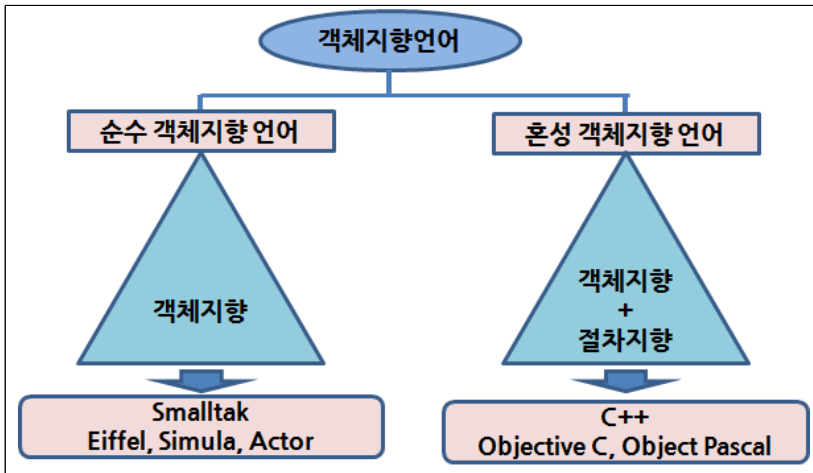 객체지향언어
순수 객체지향 언어
혼성 객체지향 언어
객체지향
객체지향
+
절차지향
Smalltak
Eiffel, Simula, Actor
C++
Objective C, Object Pascal